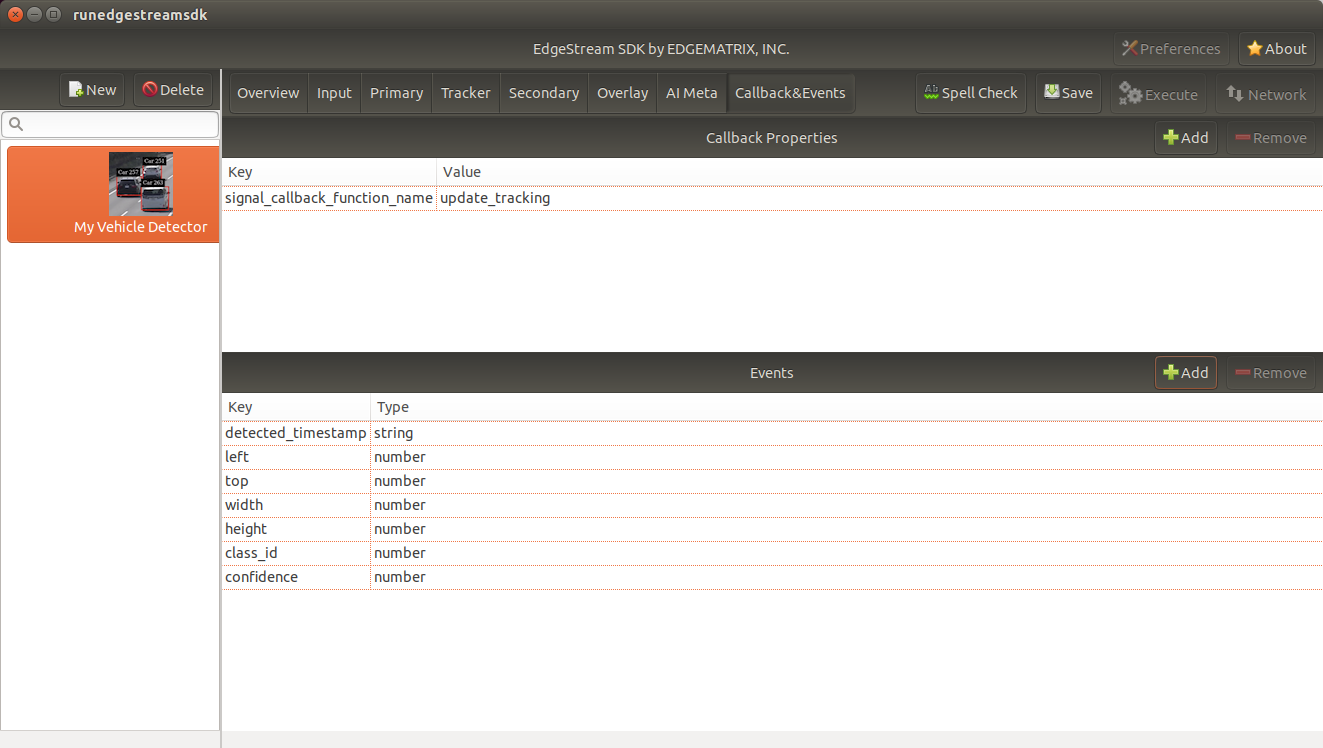 runedgestreamsdk
EdgeStream SDK by EDGEMATRIX, INC.
Preferences
About
New
Delete
Overview
Input
Primary
Tracker
Secondary
Overlay
AI Meta
Callback&Events
Spell Check
Save
Execute
Network
Callback Properties
Add
Remove
Key
Value
signal_callback_function_name
update_tracking
Car 251
Car 257
Car 263
My Vehicle Detector
Events
Add
Remove
Key
Type
detected_timestamp
string
left
number
top
number
width
number
height
number
class_id
number
confidence
number